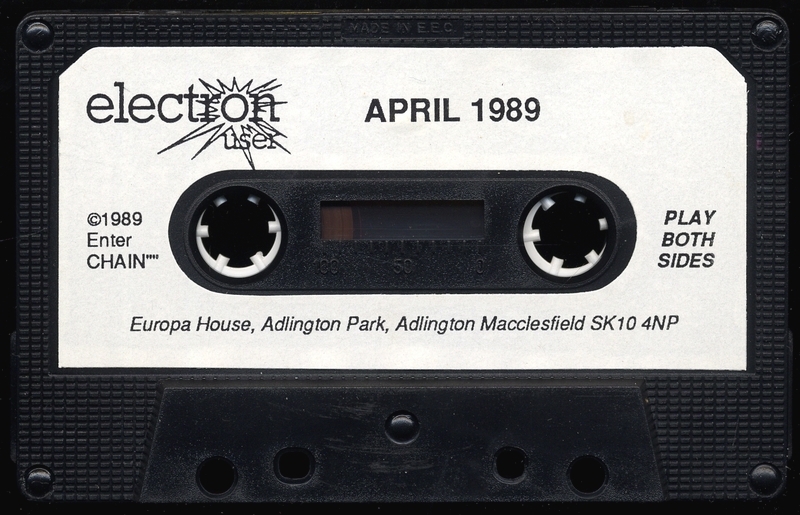 MADE IN E.E.C.
electron
user
APRIL 1989
©1989
Enter
CHAIN""
PLAY
BOTH
SIDES
100 50 0
Europa House, Adlington Park, Adlington Macclesfield SK10 4NP